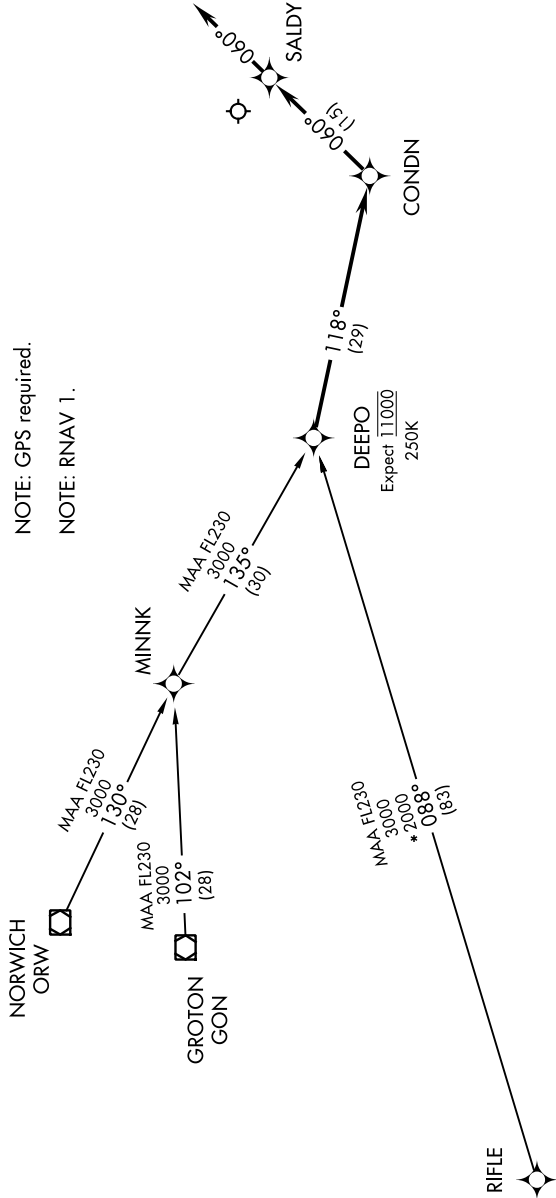 NOTE: GPS required.
NOTE: RNAV 1.
NORWICH
ORW
MAA FL230
3000
130°
(28)
GROTON
GON
MAA FL230
3000
102°
(28)
MINNK
MAA FL230
3000
135°
(30)
RIFLE
MAA FL230
3000
*2000
088°
(83)
DEEPO
Expect 11000
250K
118°
(29)
CONDN
060°
(15)
SALDY
060°